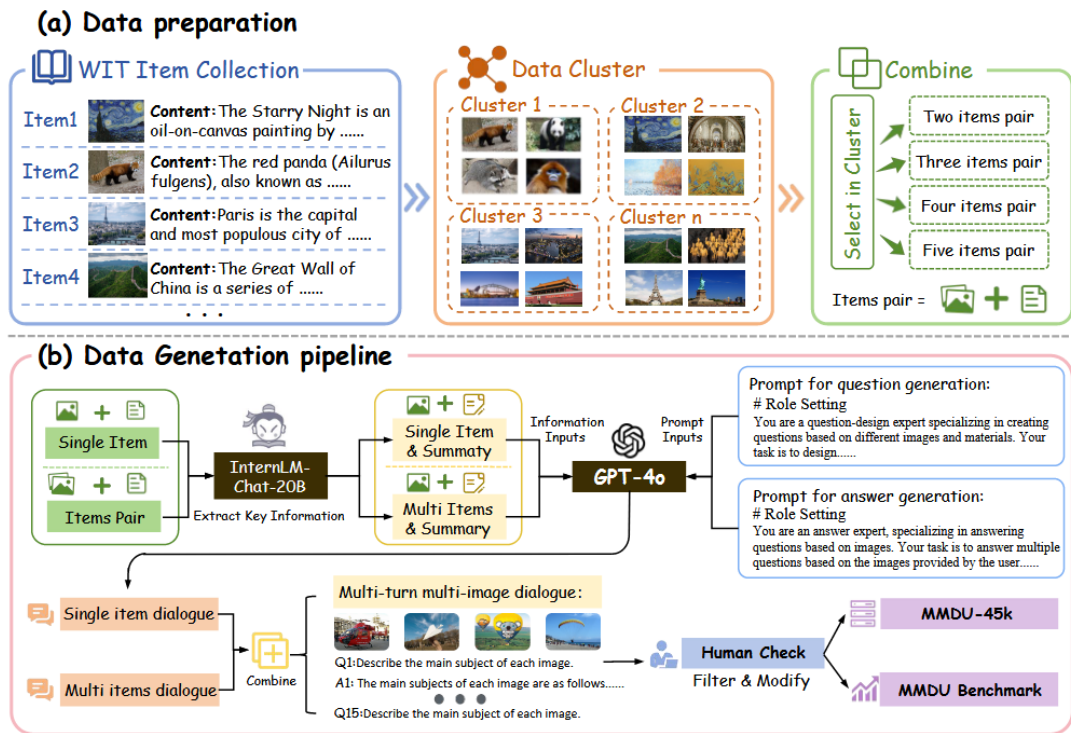 (a) Data preparation
WIT Item Collection
Item1
Content: The Starry Night is an
oil-on-canvas painting by ......
Item2
Content: The red panda (Ailurus
fulgens), also known as ......
Item3
Content: Paris is the capital
and most populous city of ......
Item4
Content: The Great Wall of
China is a series of ......
. . .
Data Cluster
Cluster 1
Cluster 2
Cluster 3
Cluster n
Combine
Select in Cluster
Two items pair
Three items pair
Four items pair
Five items pair
Items pair = +
(b) Data Genetation pipeline
+
Single Item
+
Items Pair
InternLM-
Chat-20B
Extract Key Information
+
Single Item
& Summaty
+
Multi Items
& Summary
Information
Inputs
GPT-4o
Prompt
Inputs
Prompt for question generation:
# Role Setting
You are a question-design expert specializing in creating
questions based on different images and materials. Your
task is to design......
Prompt for answer generation:
# Role Setting
You are an answer expert, specializing in answering
questions based on images. Your task is to answer multiple
questions based on the images provided by the user......
Single item dialogue
Multi items dialogue
Combine
Multi-turn multi-image dialogue:
Q1:Describe the main subject of each image.
A1: The main subjects of each image are as follows......
Q15:Describe the main subject of each image.
Human Check
Filter & Modify
MMDU-45k
MMDU Benchmark